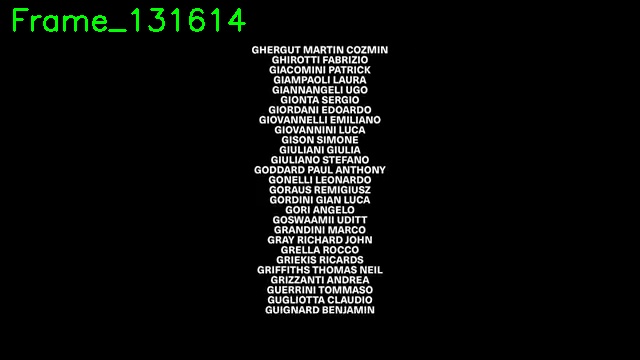 Frame_131614
GHERGUT MARTIN COZMIN
GHIROTTI FABRIZIO
GIACOMINI PATRICK
GIAMPAOLI LAURA
GIANNANGELI UGO
GIONTA SERGIO
GIORDANI EDOARDO
GIOVANNELLI EMILIANO
GIOVANNINI LUCA
GISON SIMONE
GIULIANI GIULIA
GIULIANO STEFANO
GODDARD PAUL ANTHONY
GONELLI LEONARDO
GORAUS REMIGIUSZ
GORDINI GIAN LUCA
GORI ANGELO
GOSWAAMII UDITT
GRANDINI MARCO
GRAY RICHARD JOHN
GRELLA ROCCO
GRIEKIS RICARDS
GRIFFITHS THOMAS NEIL
GRIZZANTI ANDREA
GUERRINI TOMMASO
GUGLIOTTA CLAUDIO
GUIGNARD BENJAMIN